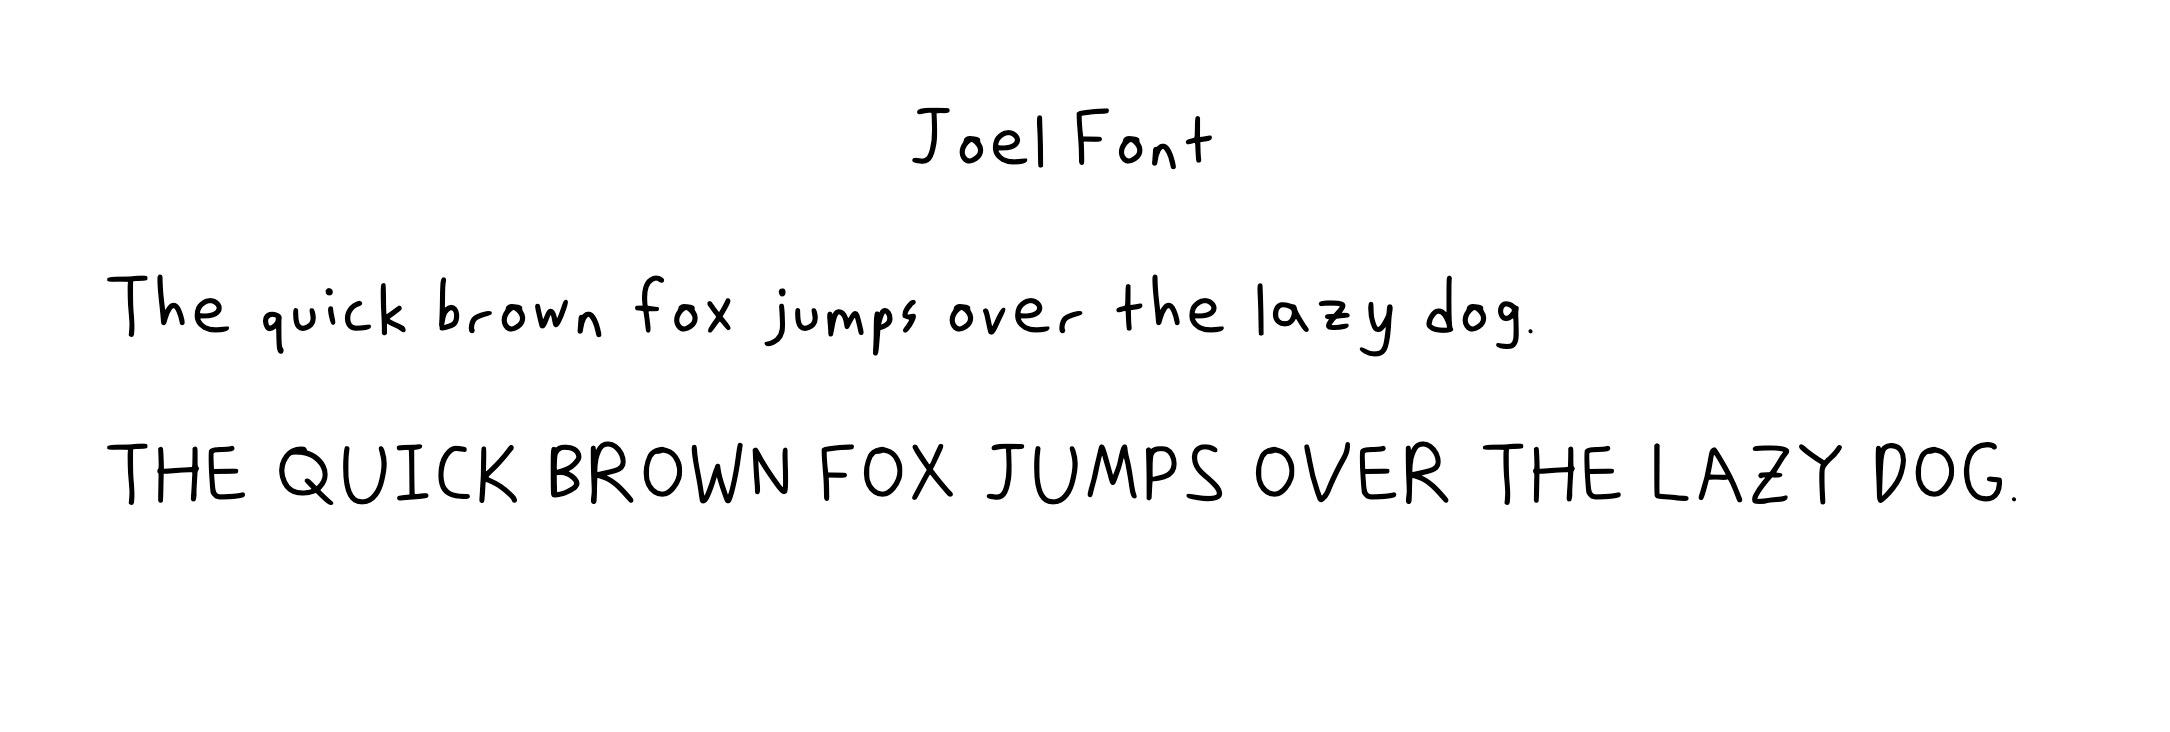 Joel Font
The quick brown fox jumps over the lazy dog.
THE QUICK BROWN FOX JUMPS OVER THE LAZY DOG.